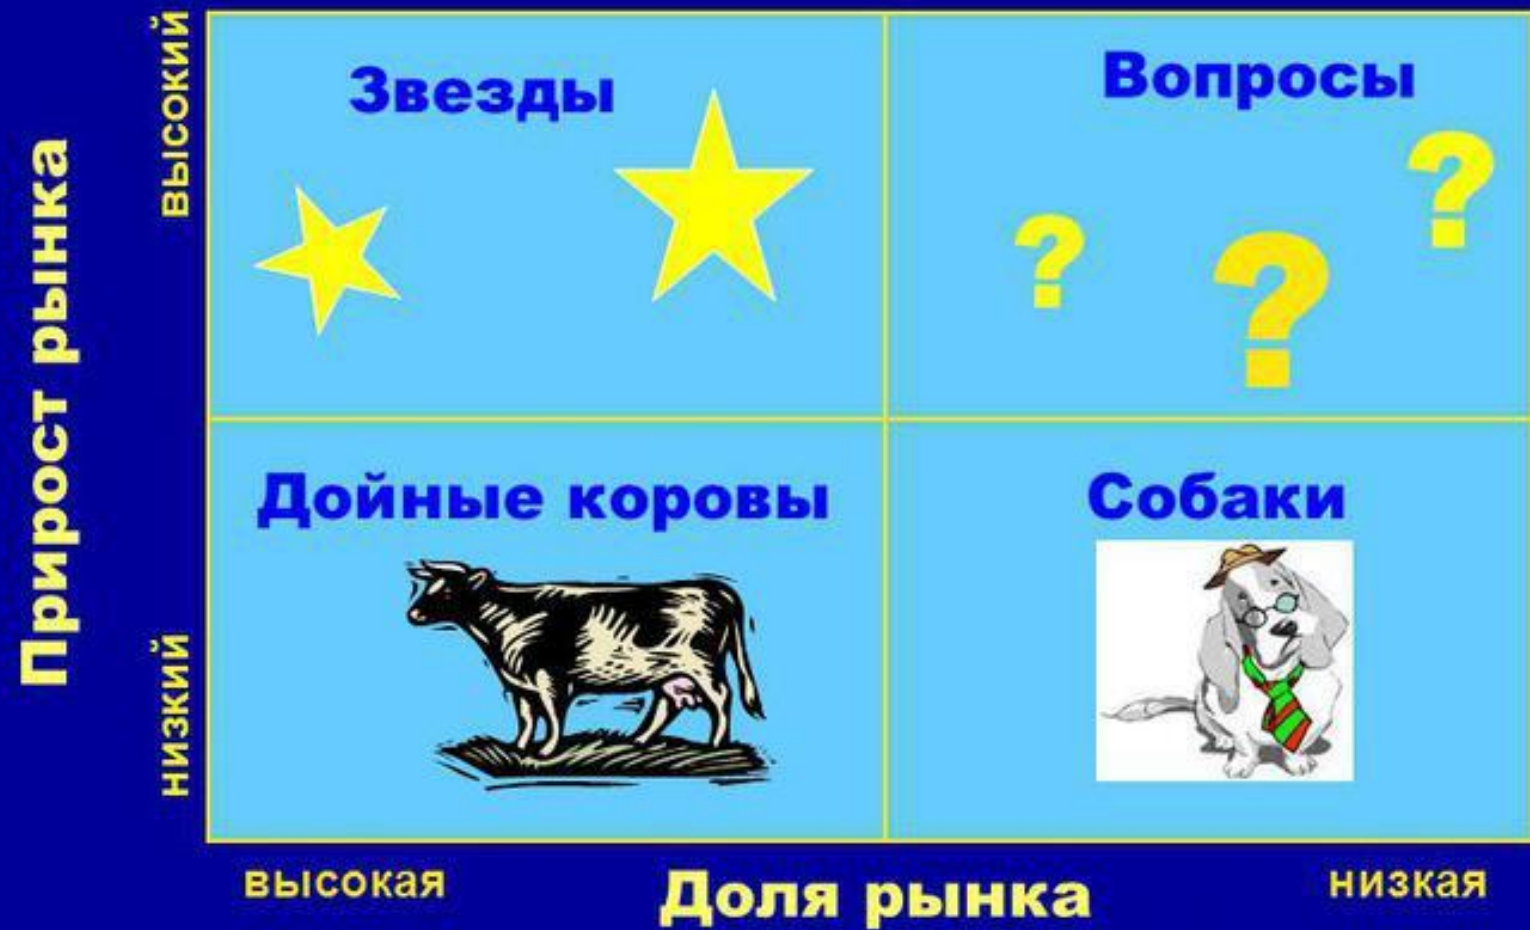 Прирост рынка
высокий
низкий
Звезды
Вопросы
?
?
?
Дойные коровы
Собаки
высокая
Доля рынка
низкая